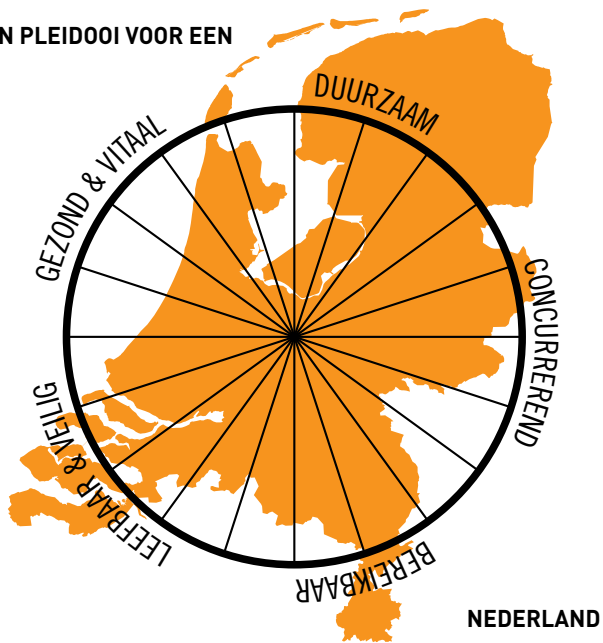 N PLEIDOOI VOOR EEN
DUURZAAM
CONCURREREND
BEREIKBAAR
LEEFBAAR & VEILIG
GEZOND & VITAAL
NEDERLAND